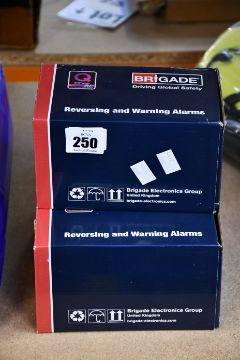 LOT
BRIGADE
Driving Global Safety
Reversing and Warning Alarms
250
Brigade Electronics Group
United Kingdom
brigade-electronics.com
Reversing and Warning Alarms
Brigade Electronics Group
United Kingdom
brigade-electronics.com